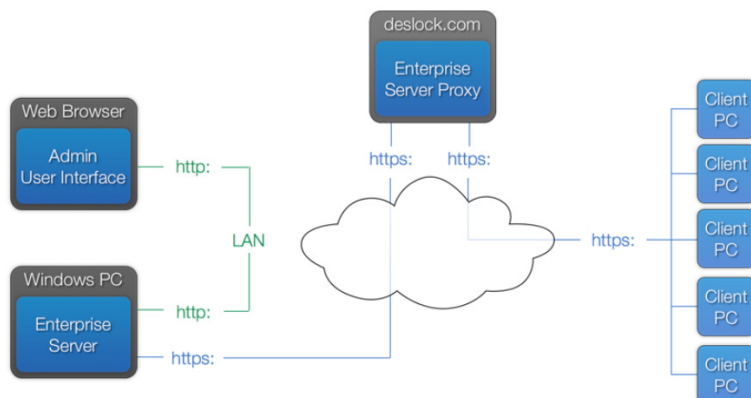 deslock.com
Enterprise
Server Proxy
Web Browser
Admin
User Interface
http:
LAN
http:
Windows PC
Enterprise
Server
https:
https:
https:
https:
Client
PC
Client
PC
Client
PC
Client
PC
Client
PC